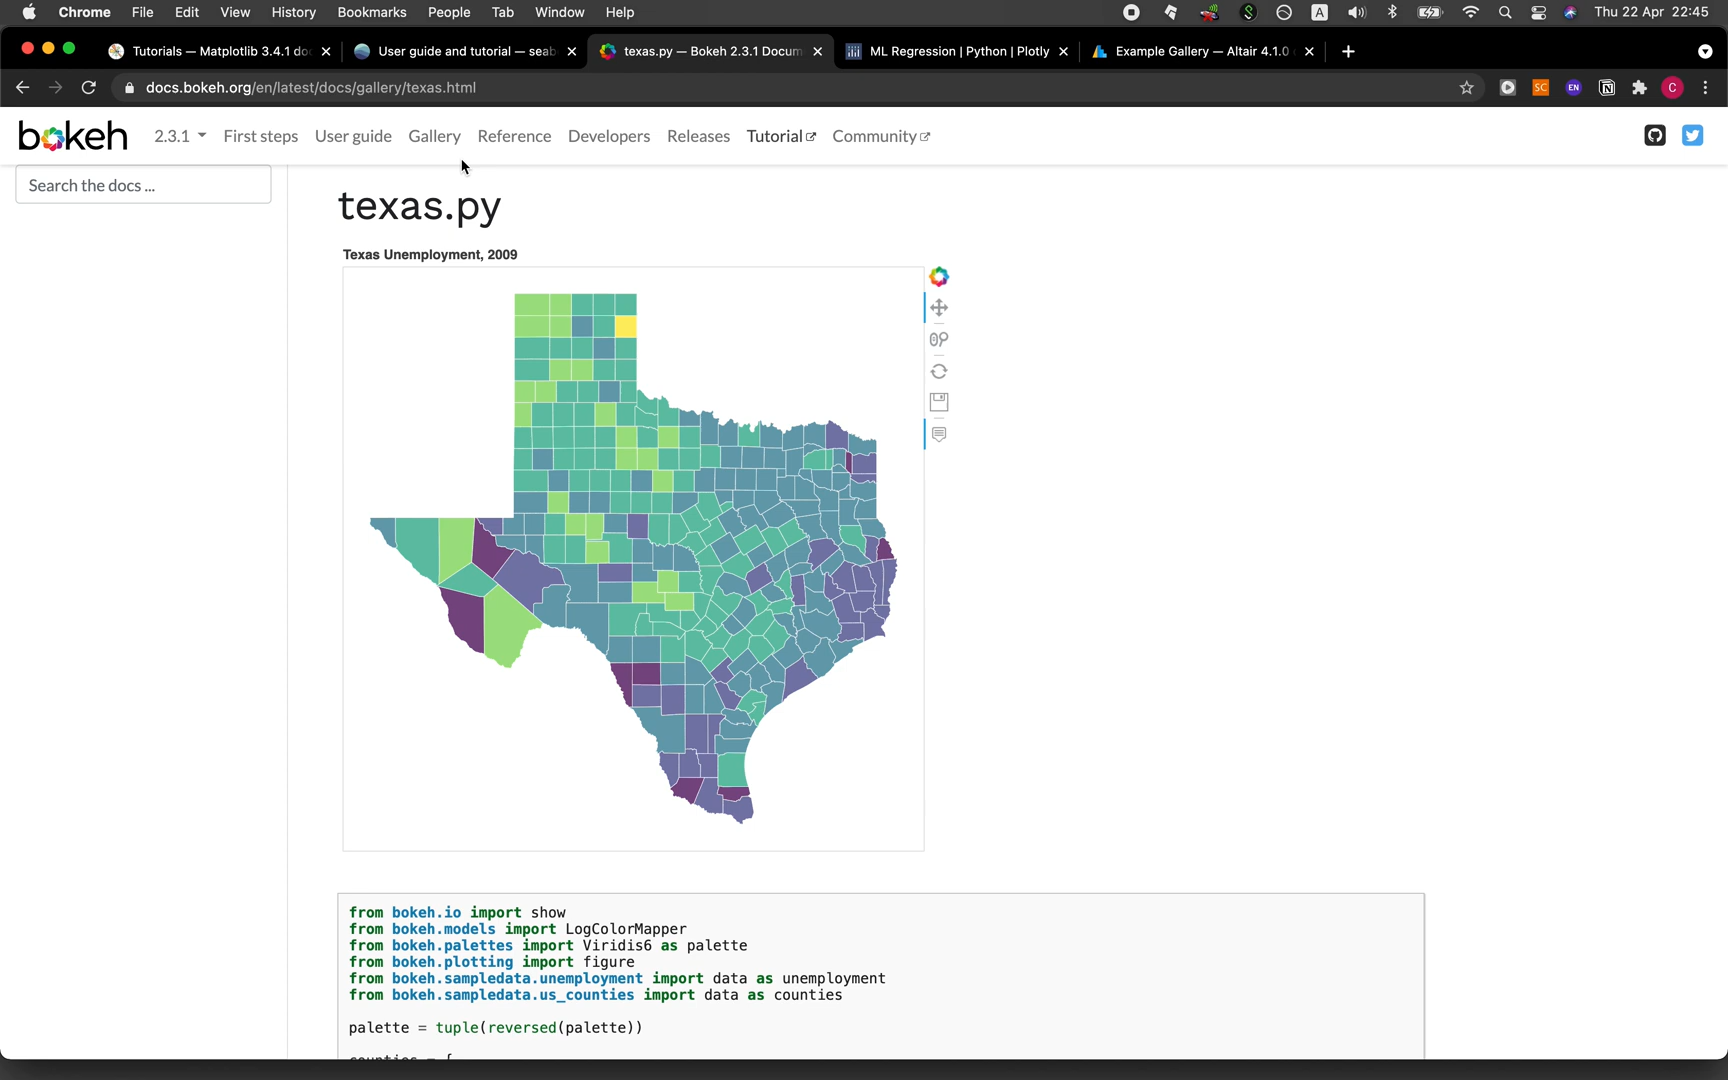 Chrome File Edit View History Bookmarks People Tab Window Help A Thu 22 Apr 22:45
Tutorials — Matplotlib 3.4.1 do User guide and tutorial — seab texas.py — Bokeh 2.3.1 Docum ML Regression | Python | Plotly Example Gallery — Altair 4.1.0
docs.bokeh.org/en/latest/docs/gallery/texas.html SC EN C
bokeh 2.3.1 First steps User guide Gallery Reference Developers Releases Tutorial Community
Search the docs ...
texas.py
Texas Unemployment, 2009
from bokeh.io import show
from bokeh.models import LogColorMapper
from bokeh.palettes import Viridis6 as palette
from bokeh.plotting import figure
from bokeh.sampledata.unemployment import data as unemployment
from bokeh.sampledata.us_counties import data as counties
palette = tuple(reversed(palette))
counties = {